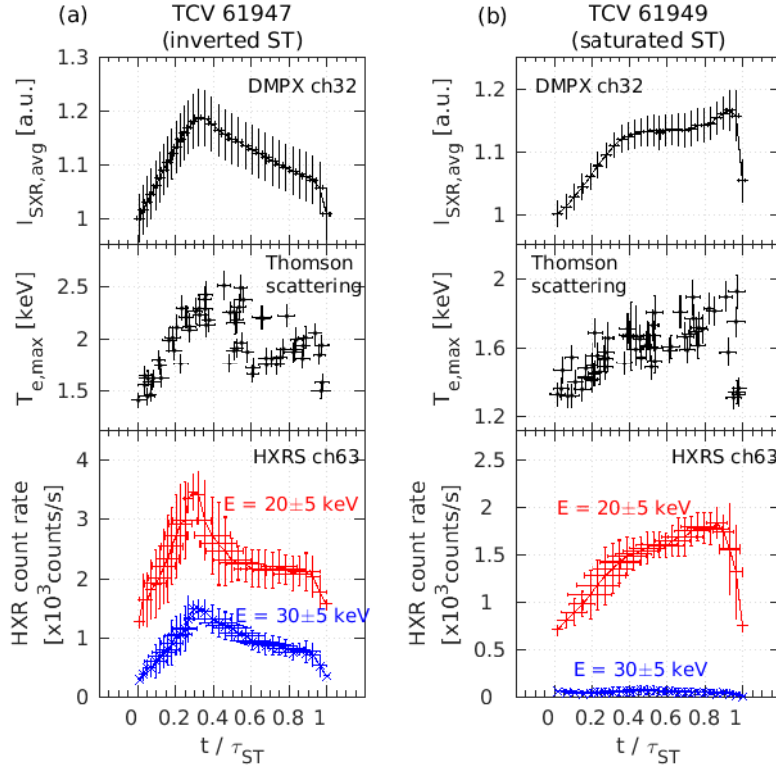 (a)
TCV 61947
(inverted ST)
1.3
1.2
1.1
1
I_SXR,avg [a.u.]
DMPX ch32
2.5
2
1.5
T_e,max [keV]
Thomson
scattering
4
3
2
1
0
HXR count rate
[x10³counts/s]
HXRS ch63
E = 20±5 keV
E = 30±5 keV
0 0.2 0.4 0.6 0.8 1
t / τ_ST
(b)
TCV 61949
(saturated ST)
1.2
1.1
1
I_SXR,avg [a.u.]
DMPX ch32
2
1.6
1.2
T_e,max [keV]
Thomson
scattering
2.5
2
1.5
1
0.5
0
HXR count rate
[x10³counts/s]
HXRS ch63
E = 20±5 keV
E = 30±5 keV
0 0.2 0.4 0.6 0.8 1
t / τ_ST